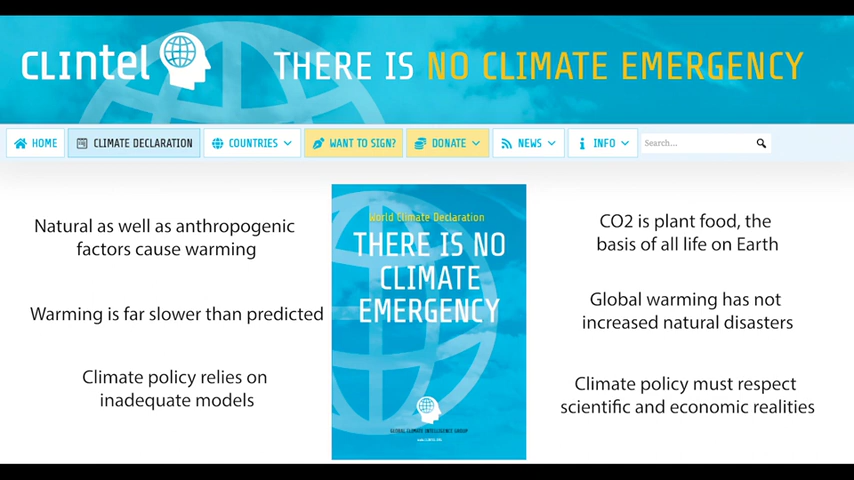 CLINTEL
THERE IS NO CLIMATE EMERGENCY
HOME
CLIMATE DECLARATION
COUNTRIES
WANT TO SIGN?
DONATE
NEWS
INFO
Search...
Natural as well as anthropogenic
factors cause warming
Warming is far slower than predicted
Climate policy relies on
inadequate models
World Climate Declaration
THERE IS NO
CLIMATE
EMERGENCY
GLOBAL CLIMATE INTELLIGENCE GROUP
CO2 is plant food, the
basis of all life on Earth
Global warming has not
increased natural disasters
Climate policy must respect
scientific and economic realities